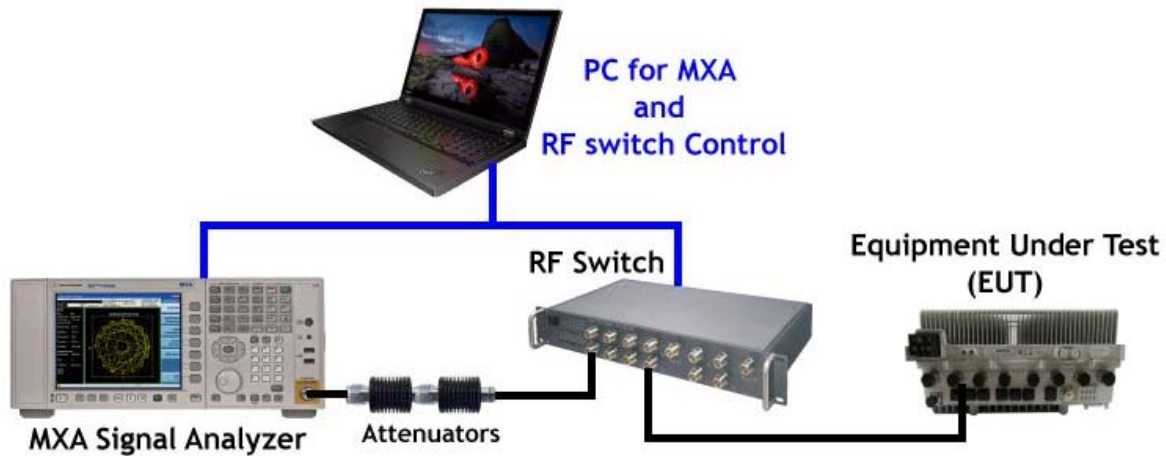 PC for MXA
and
RF switch Control
RF Switch
Equipment Under Test
(EUT)
MXA Signal Analyzer
Attenuators